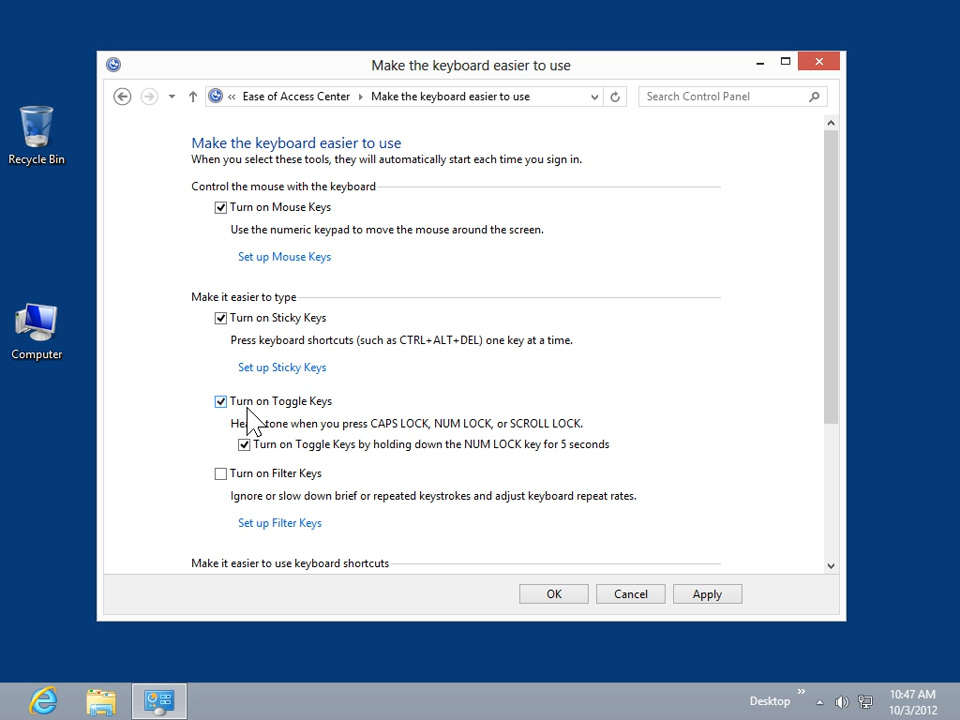 Make the keyboard easier to use
« Ease of Access Center Make the keyboard easier to use Search Control Panel
Recycle Bin
Make the keyboard easier to use
When you select these tools, they will automatically start each time you sign in.
Control the mouse with the keyboard
Turn on Mouse Keys
Use the numeric keypad to move the mouse around the screen.
Set up Mouse Keys
Make it easier to type
Turn on Sticky Keys
Press keyboard shortcuts (such as CTRL+ALT+DEL) one key at a time.
Computer
Set up Sticky Keys
Turn on Toggle Keys
tone when you press CAPS LOCK, NUM LOCK, or SCROLL LOCK.
Turn on Toggle Keys by holding down the NUM LOCK key for 5 seconds
Turn on Filter Keys
Ignore or slow down brief or repeated keystrokes and adjust keyboard repeat rates.
Set up Filter Keys
Make it easier to use keyboard shortcuts
OK Cancel Apply
Desktop » 10:47 AM
10/3/2012